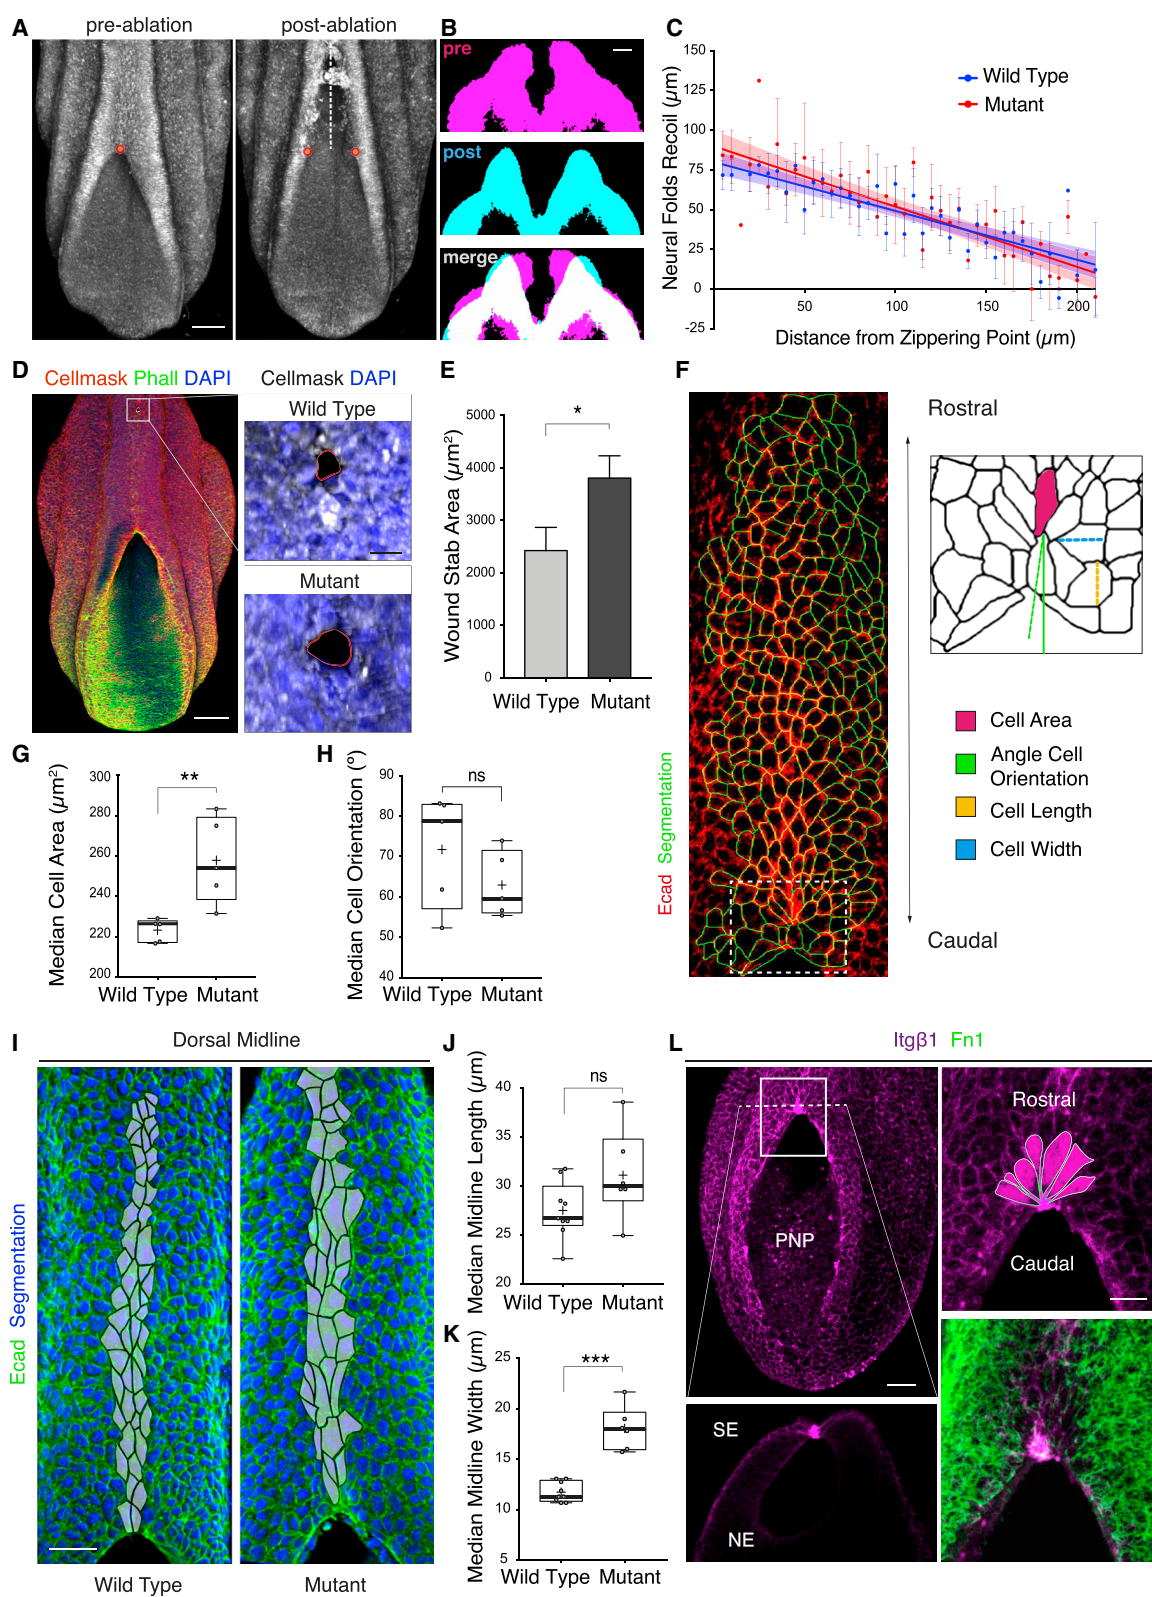 A
pre-ablation
post-ablation
B
pre
post
merge
C
Neural Folds Recoil (µm)
150
125
100
75
50
25
0
-25
50
100
150
200
Distance from Zippering Point (µm)
Wild Type
Mutant
D
Cellmask Phall DAPI
Cellmask DAPI
Wild Type
Mutant
E
Wound Stab Area (µm²)
5000
4000
3000
2000
1000
0
*
Wild Type
Mutant
F
Ecad Segmentation
Rostral
Caudal
Cell Area
Angle Cell
Orientation
Cell Length
Cell Width
G
Median Cell Area (µm²)
300
280
260
240
220
200
**
Wild Type
Mutant
H
Median Cell Orientation (°)
90
80
70
60
50
40
ns
Wild Type
Mutant
I
Dorsal Midline
Ecad Segmentation
Wild Type
Mutant
J
Median Midline Length (µm)
40
35
30
25
20
ns
Wild Type
Mutant
K
Median Midline Width (µm)
25
20
15
10
5
***
Wild Type
Mutant
L
Itgβ1 Fn1
PNP
Rostral
Caudal
SE
NE